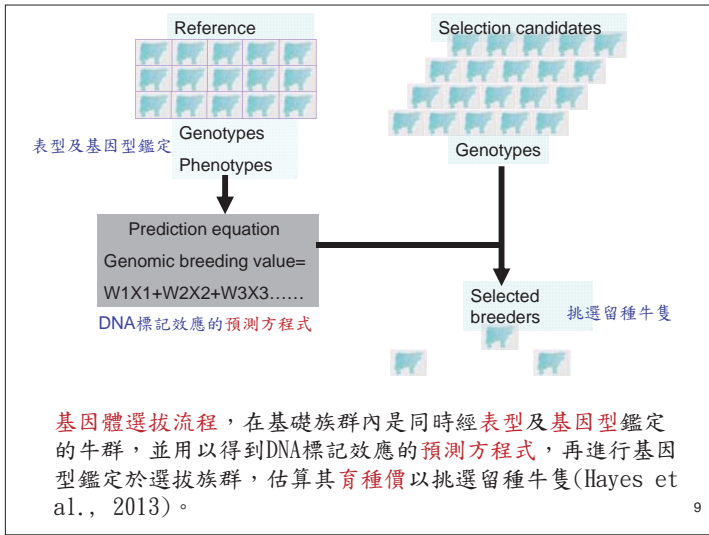 Reference
Selection candidates
表型及基因型鑑定
Genotypes
Phenotypes
Genotypes
Prediction equation
Genomic breeding value=
W1X1+W2X2+W3X3......
DNA標記效應的預測方程式
Selected
breeders
挑選留種牛隻
基因體選拔流程，在基礎族群內是同時經表型及基因型鑑定
的牛群，並用以得到DNA標記效應的預測方程式，再進行基因
型鑑定於選拔族群，估算其育種價以挑選留種牛隻(Hayes et
al., 2013)。
9